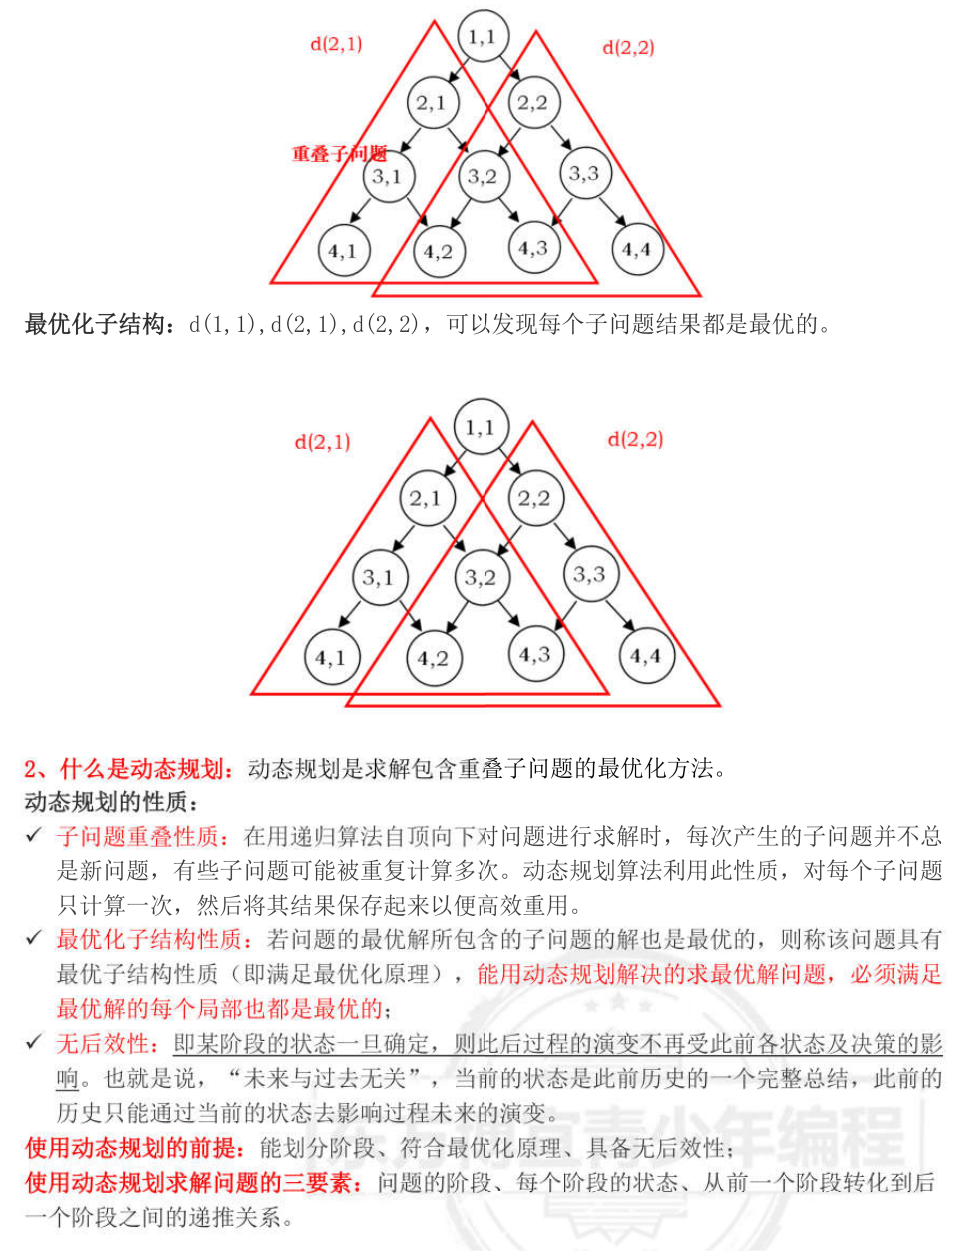 d(2,1)
1,1
d(2,2)
2,1
2,2
重叠子问题
3,1
3,2
3,3
4,1
4,2
4,3
4,4
最优化子结构：d(1,1),d(2,1),d(2,2)，可以发现每个子问题结果都是最优的。
d(2,1)
1,1
d(2,2)
2,1
2,2
3,1
3,2
3,3
4,1
4,2
4,3
4,4
2、什么是动态规划：动态规划是求解包含重叠子问题的最优化方法。
动态规划的性质：
✓ 子问题重叠性质：在用递归算法自顶向下对问题进行求解时，每次产生的子问题并不总
是新问题，有些子问题可能被重复计算多次。动态规划算法利用此性质，对每个子问题
只计算一次，然后将其结果保存起来以便高效重用。
✓ 最优化子结构性质：若问题的最优解所包含的子问题的解也是最优的，则称该问题具有
最优子结构性质（即满足最优化原理），能用动态规划解决的求最优解问题，必须满足
最优解的每个局部也都是最优的；
✓ 无后效性：即某阶段的状态一旦确定，则此后过程的演变不再受此前各状态及决策的影
响。也就是说，“未来与过去无关”，当前的状态是此前历史的一个完整总结，此前的
历史只能通过当前的状态去影响过程未来的演变。
使用动态规划的前提：能划分阶段、符合最优化原理、具备无后效性；
使用动态规划求解问题的三要素：问题的阶段、每个阶段的状态、从前一个阶段转化到后
一个阶段之间的递推关系。
青少年编程